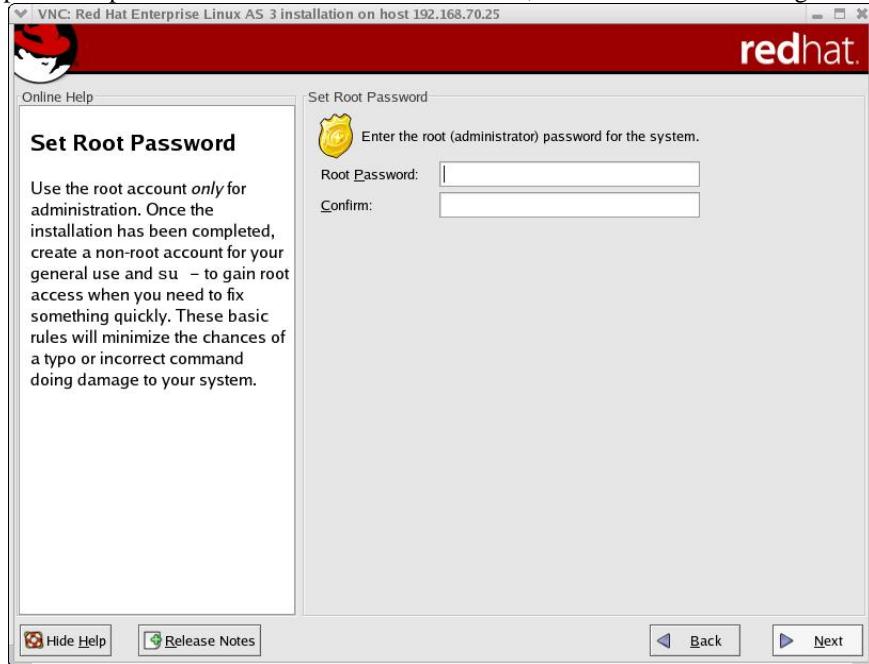 VNC: Red Hat Enterprise Linux AS 3 installation on host 192.168.70.25
redhat.
Online Help
Set Root Password
Use the root account only for
administration. Once the
installation has been completed,
create a non-root account for your
general use and su - to gain root
access when you need to fix
something quickly. These basic
rules will minimize the chances of
a typo or incorrect command
doing damage to your system.
Set Root Password
Enter the root (administrator) password for the system.
Root Password:
Confirm:
Hide Help
Release Notes
Back
Next